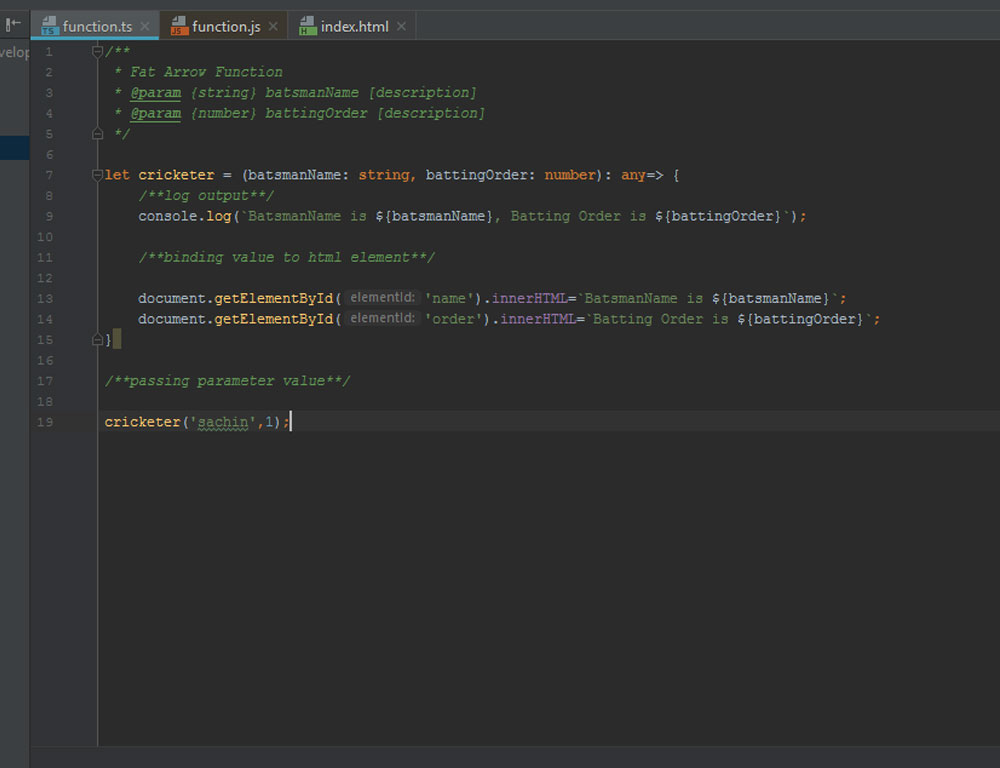 function.ts function.js index.html
velop
1 /**
2 * Fat Arrow Function
3 * @param {string} batsmanName [description]
4 * @param {number} battingOrder [description]
5 */
6
7 let cricketer = (batsmanName: string, battingOrder: number): any=> {
8 /**log output**/
9 console.log(`BatsmanName is ${batsmanName}, Batting Order is ${battingOrder}`);
10
11 /**binding value to html element**/
12
13 document.getElementById( elementId: 'name').innerHTML=`BatsmanName is ${batsmanName}`;
14 document.getElementById( elementId: 'order').innerHTML=`Batting Order is ${battingOrder}`;
15 }
16
17 /**passing parameter value**/
18
19 cricketer('sachin',1);